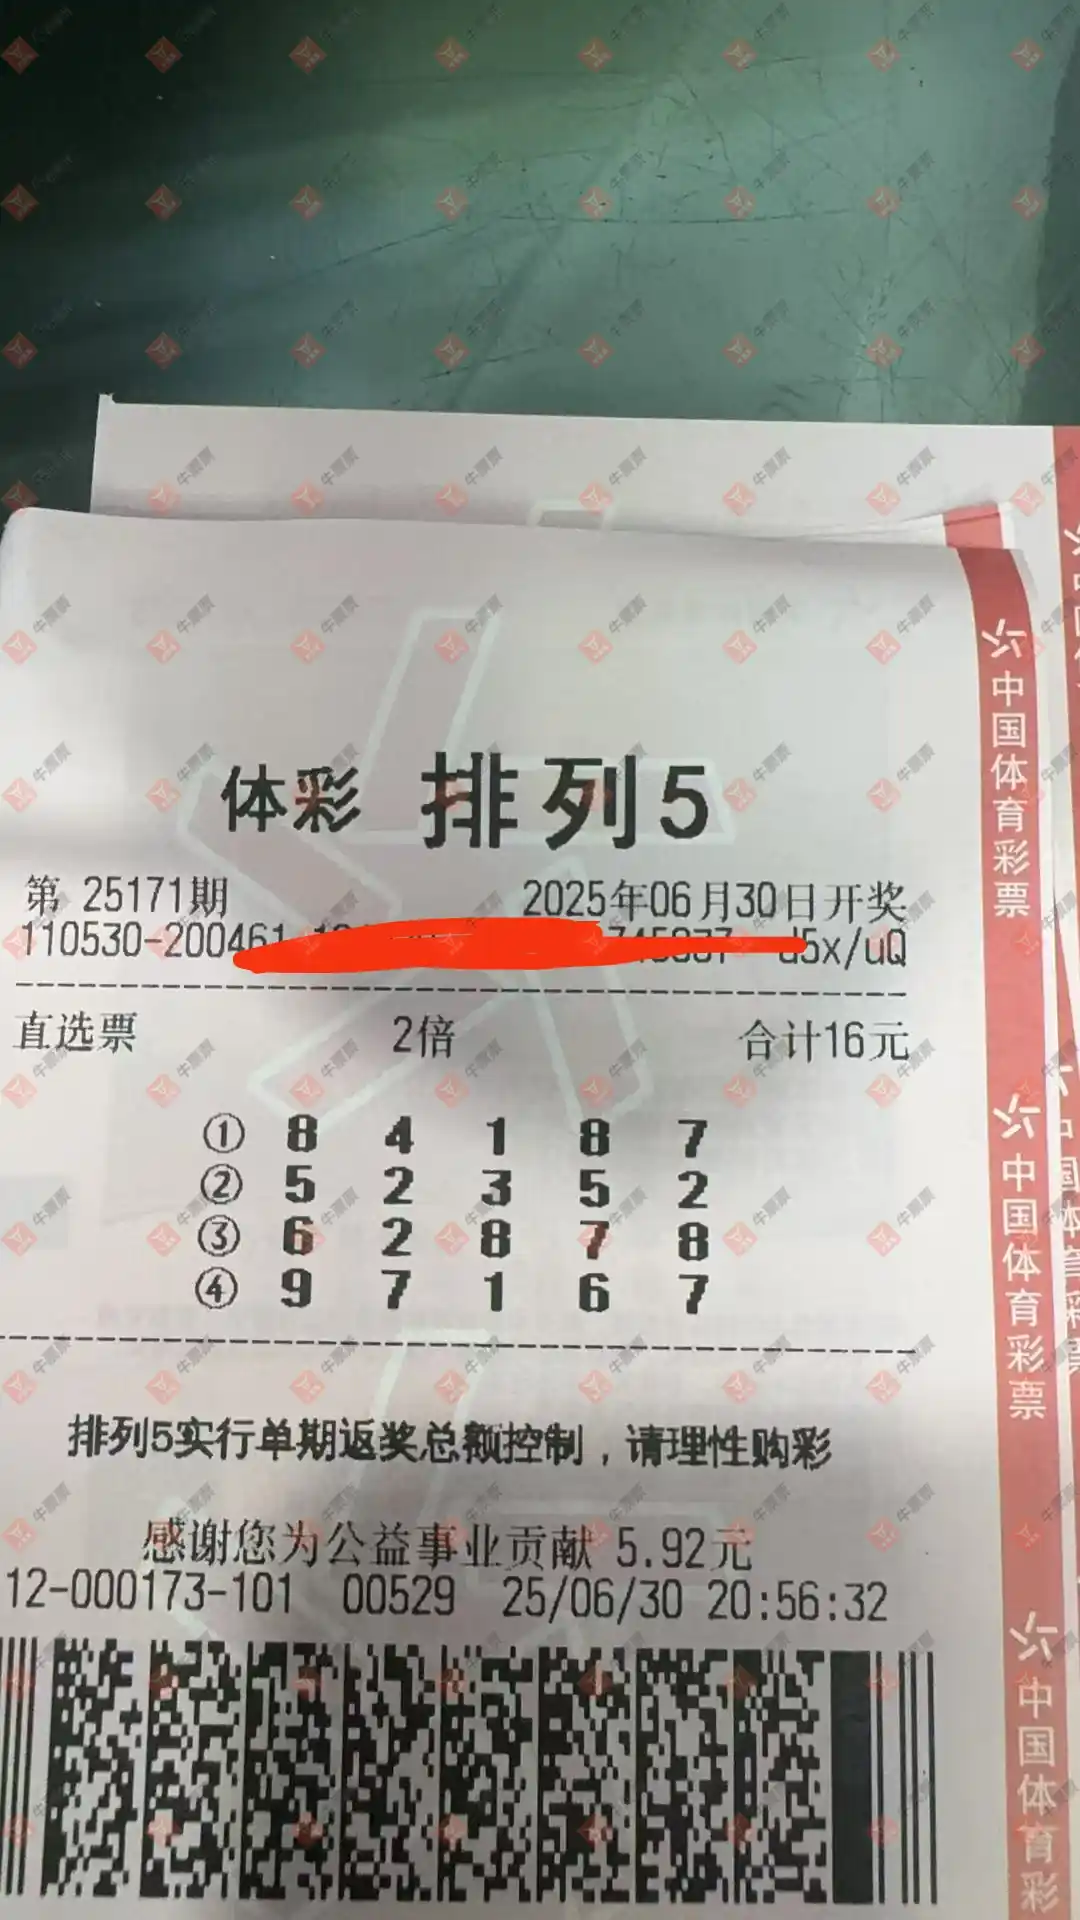 体彩 排列5
第 25171期 2025年06月30日开奖
110530-200461 d5x/uQ
直选票 2倍 合计16元
① 8 4 1 8 7
② 5 2 3 5 2
③ 6 2 8 7 8
④ 9 7 1 6 7
排列5实行单期返奖总额控制，请理性购彩
感谢您为公益事业贡献 5.92元
12-000173-101 00529 25/06/30 20:56:32
中国体育彩票
中国体育彩票
中国体育彩
牛票票